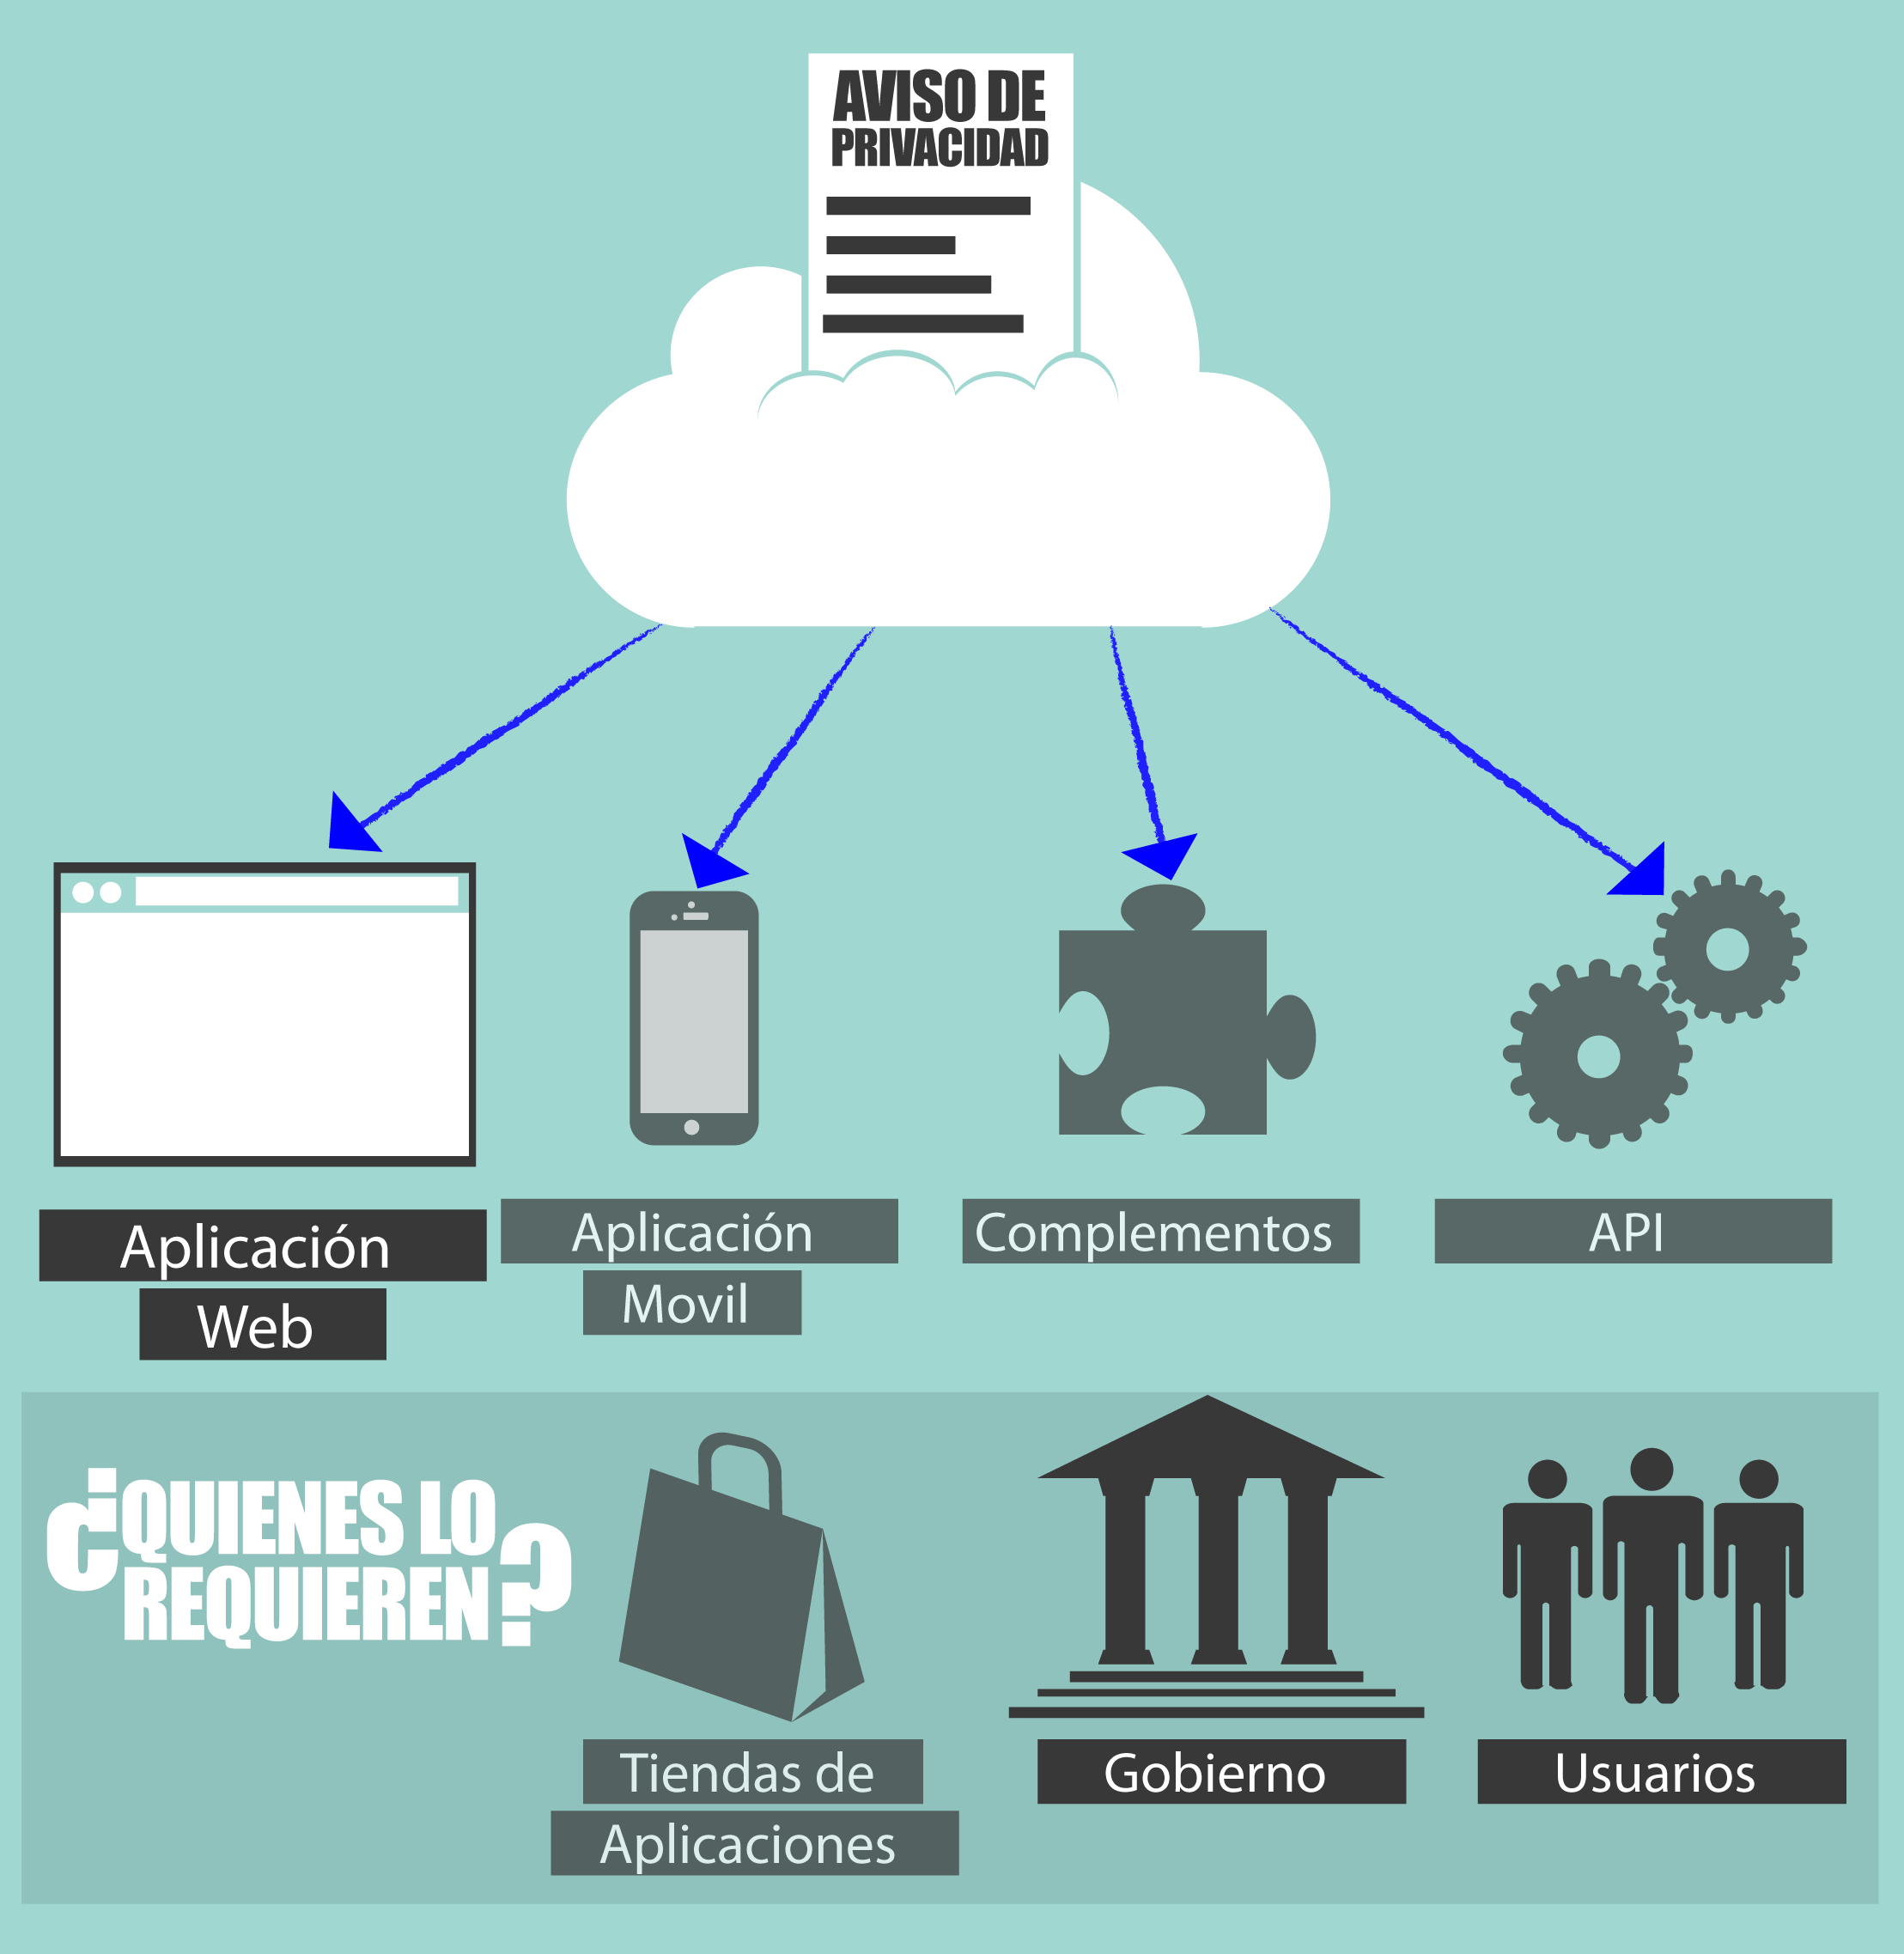 AVISO DE
PRIVACIDAD
Aplicación
Web
Aplicación
Movil
Complementos
API
¿QUIENES LO
REQUIEREN?
Tiendas de
Aplicaciones
Gobierno
Usuarios